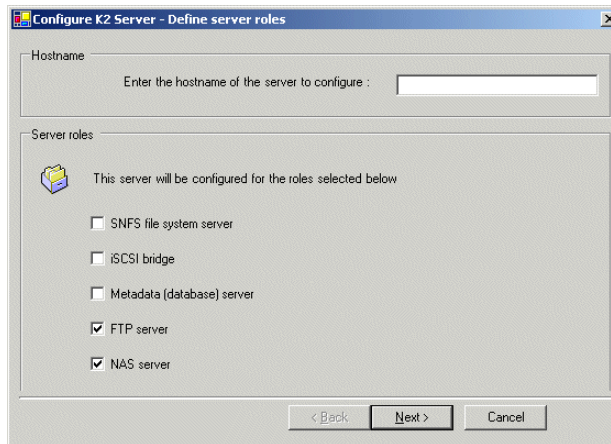 Configure K2 Server - Define server roles
Hostname
Enter the hostname of the server to configure :
Server roles
This server will be configured for the roles selected below
SNFS file system server
iSCSI bridge
Metadata (database) server
FTP server
NAS server
< Back
Next >
Cancel